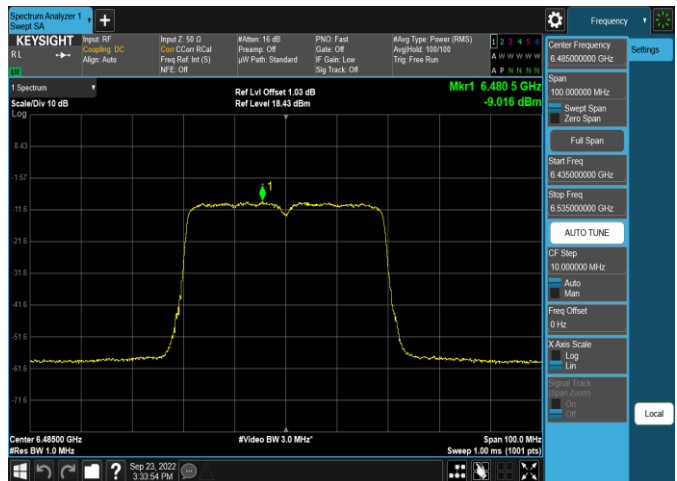 Spectrum Analyzer 1
Swept SA
Frequency
KEYSIGHT
RL
Input: RF
Coupling: DC
Align: Auto
Input Z: 50 Ω
Corr CCorr RCal
Freq Ref: Int (S)
NFE: Off
#Atten: 16 dB
Preamp: Off
µW Path: Standard
PNO: Fast
Gate: Off
IF Gain: Low
Sig Track: Off
#Avg Type: Power (RMS)
Avg|Hold: 100/100
Trig: Free Run
1 2 3 4 5 6
A W W W W W
A P N N N N
1 Spectrum
Scale/Div 10 dB
Log
Ref Lvl Offset 1.03 dB
Ref Level 18.43 dBm
Mkr1 6.480 5 GHz
-9.016 dBm
8.43
-1.57
-11.6
-21.6
-31.6
-41.6
-51.6
-61.6
-71.6
1
Center 6.48500 GHz
#Res BW 1.0 MHz
#Video BW 3.0 MHz*
Span 100.0 MHz
Sweep 1.00 ms (1001 pts)
Center Frequency
6.485000000 GHz
Settings
Span
100.000000 MHz
Swept Span
Zero Span
Full Span
Start Freq
6.435000000 GHz
Stop Freq
6.535000000 GHz
AUTO TUNE
CF Step
10.000000 MHz
Auto
Man
Freq Offset
0 Hz
X Axis Scale
Log
Lin
Signal Track
(Span Zoom)
On
Off
Local
?
Sep 23, 2022
3:33:54 PM